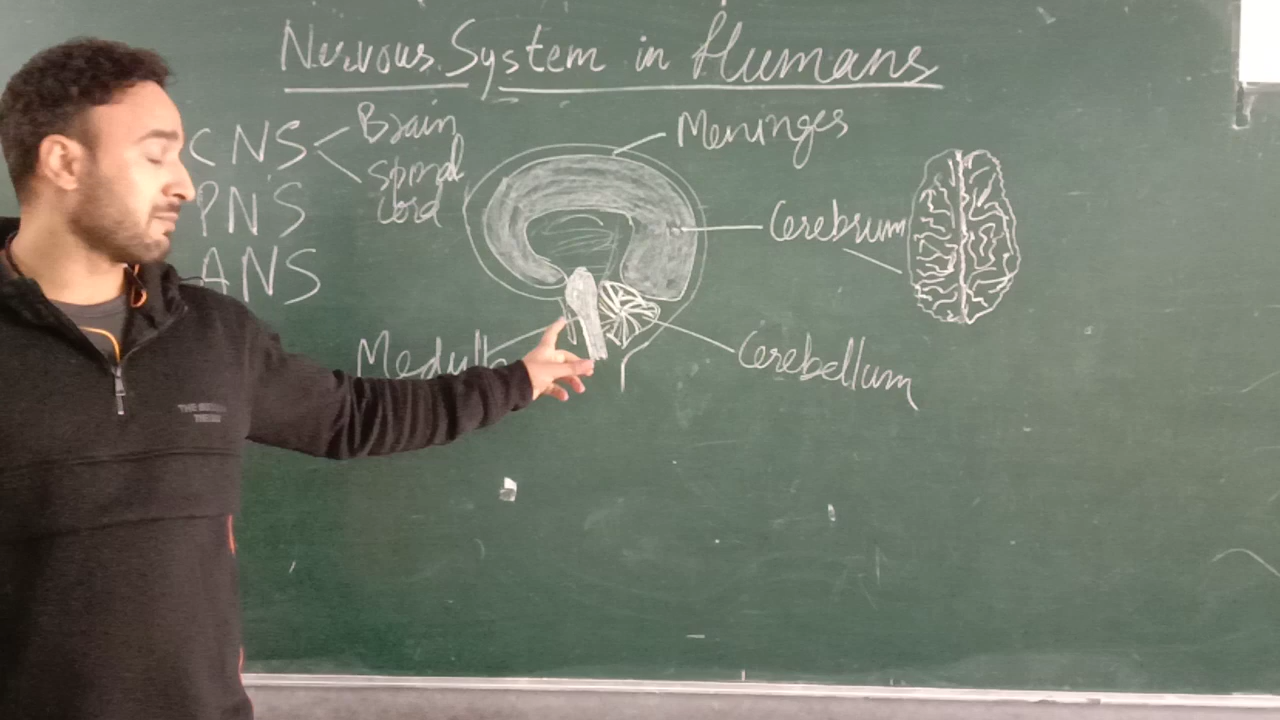 Nervous System in Humans
CNS
Brain
Spinal
Cord
PNS
ANS
Meninges
Cerebrum
Medulla
Cerebellum